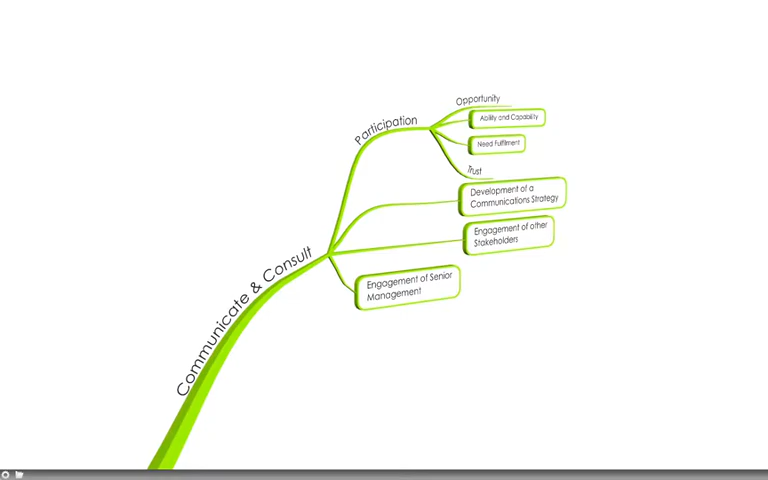 Opportunity
Ability and Capability
Participation
Need Fulfilment
Trust
Development of a
Communications Strategy
Engagement of other
Stakeholders
Communicate & Consult
Engagement of Senior
Management